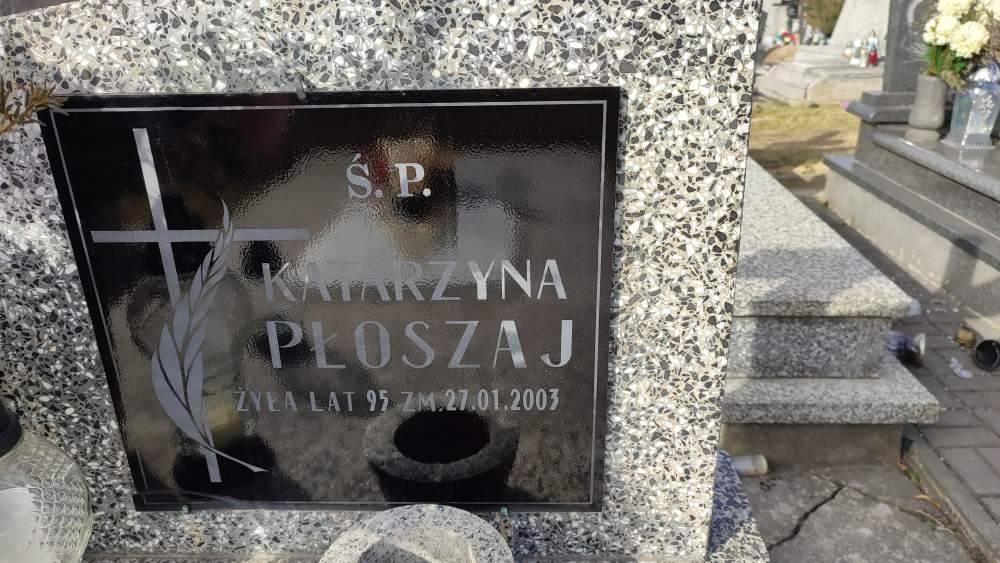 Ś. P.
KATARZYNA
PŁOSZAJ
ŻYŁA LAT 95 ZM. 27.01.2003